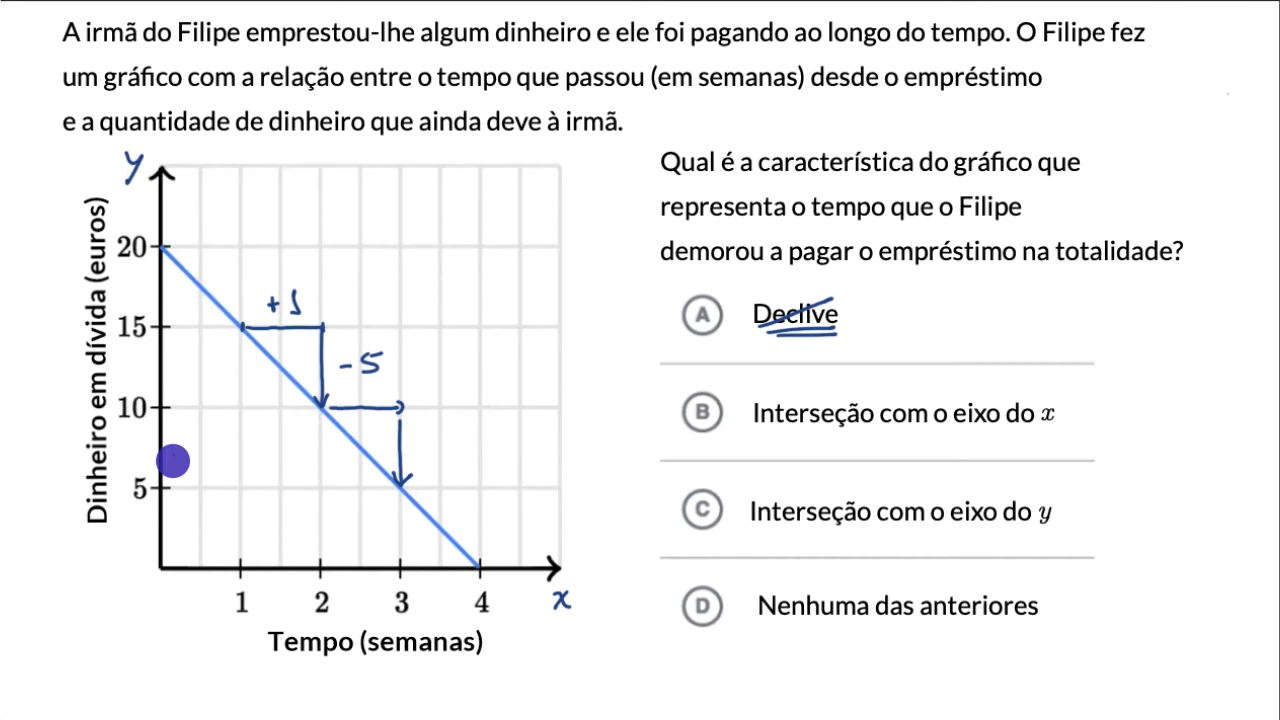 A irmã do Filipe emprestou-lhe algum dinheiro e ele foi pagando ao longo do tempo. O Filipe fez
um gráfico com a relação entre o tempo que passou (em semanas) desde o empréstimo
e a quantidade de dinheiro que ainda deve à irmã.
y
Dinheiro em dívida (euros)
20
15
10
5
+1
-5
1 2 3 4 x
Tempo (semanas)
Qual é a característica do gráfico que
representa o tempo que o Filipe
demorou a pagar o empréstimo na totalidade?
A Declive
B Interseção com o eixo do x
C Interseção com o eixo do y
D Nenhuma das anteriores